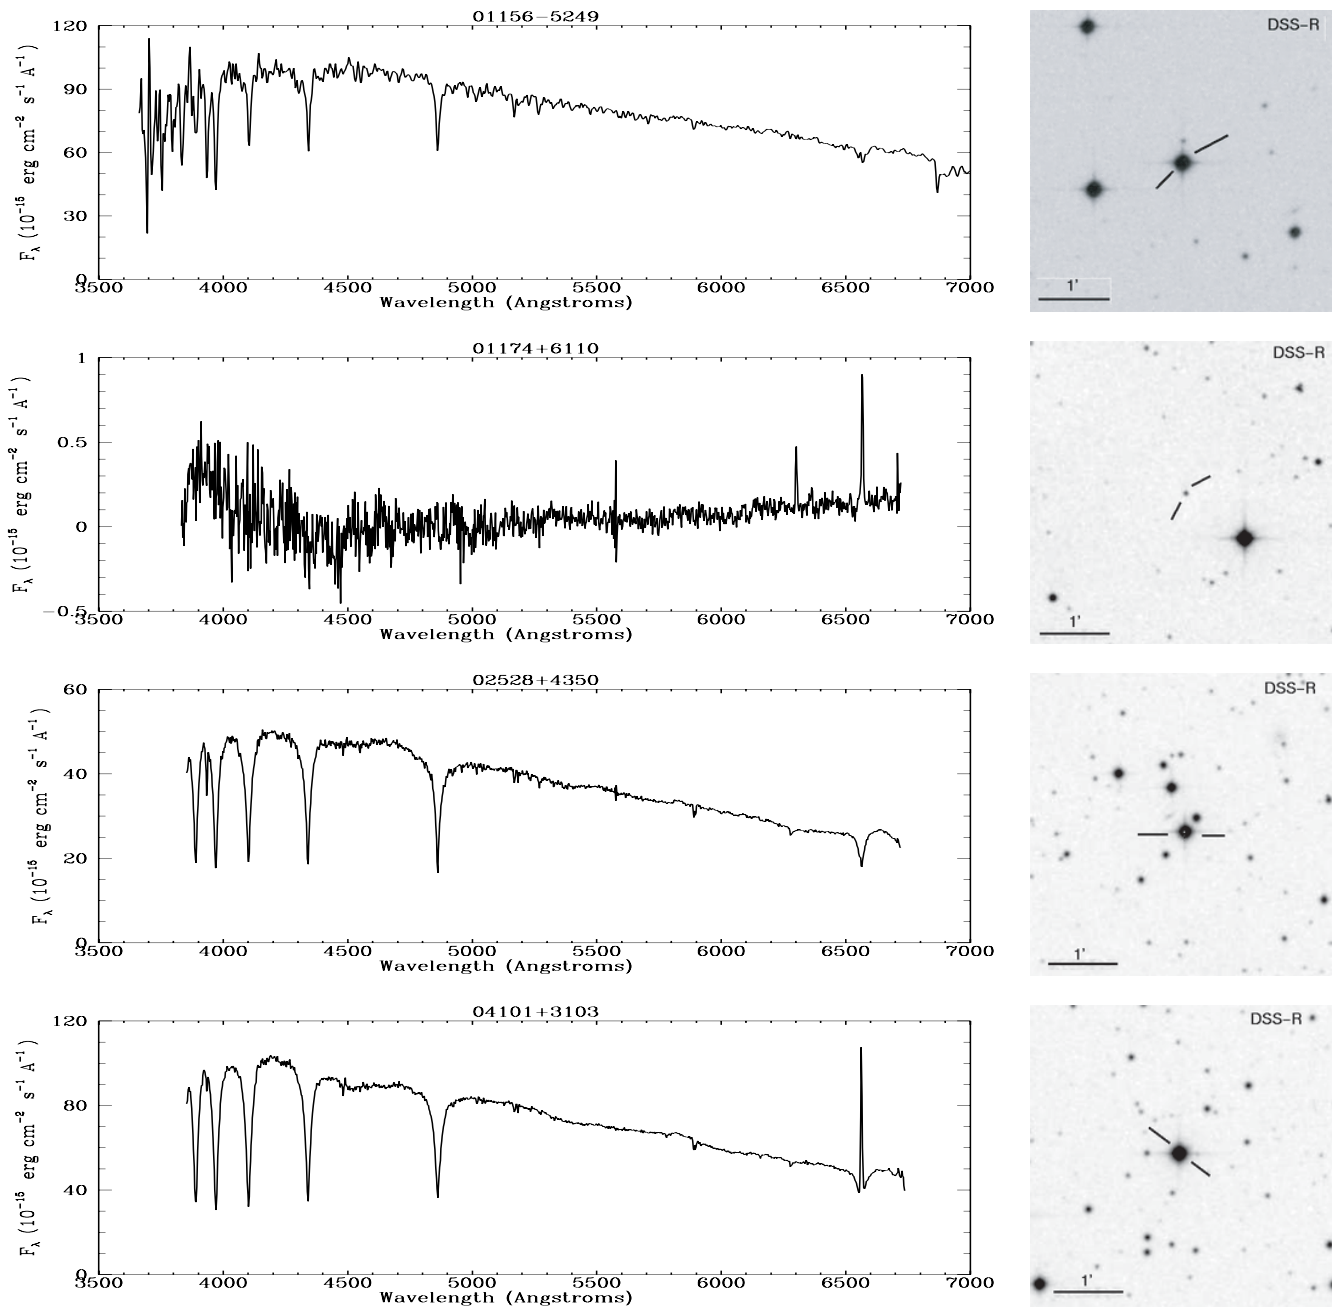 01156−5249
120
90
60
30
0
F_λ (10⁻¹⁵ erg cm⁻² s⁻¹ A⁻¹)
3500 4000 4500 5000 5500 6000 6500 7000
Wavelength (Angstroms)
DSS−R
1'
01174+6110
1
0.5
0
−0.5
F_λ (10⁻¹⁵ erg cm⁻² s⁻¹ A⁻¹)
3500 4000 4500 5000 5500 6000 6500 7000
Wavelength (Angstroms)
DSS−R
1'
02528+4350
60
40
20
0
F_λ (10⁻¹⁵ erg cm⁻² s⁻¹ A⁻¹)
3500 4000 4500 5000 5500 6000 6500 7000
Wavelength (Angstroms)
DSS−R
1'
04101+3103
120
80
40
0
F_λ (10⁻¹⁵ erg cm⁻² s⁻¹ A⁻¹)
3500 4000 4500 5000 5500 6000 6500 7000
Wavelength (Angstroms)
DSS−R
1'